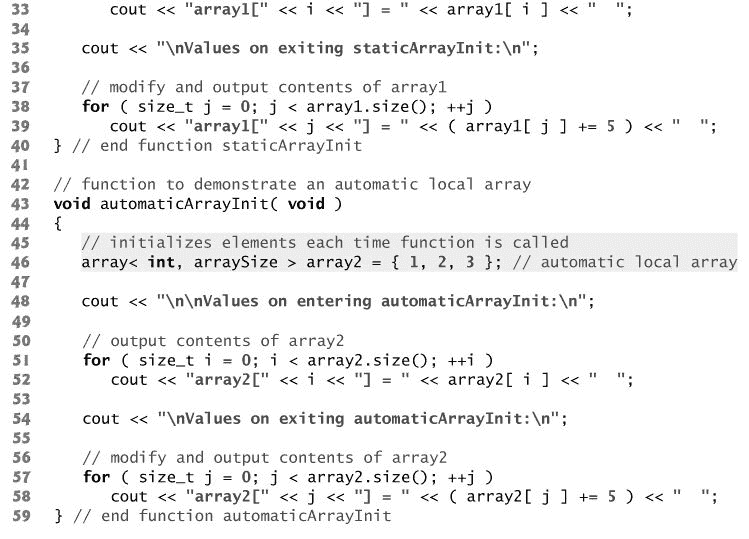 33 cout << "array1[" << i << "] = " << array1[ i ] << "  ";
34
35 cout << "\nValues on exiting staticArrayInit:\n";
36
37 // modify and output contents of array1
38 for ( size_t j = 0; j < array1.size(); ++j )
39 cout << "array1[" << j << "] = " << ( array1[ j ] += 5 ) << "  ";
40 } // end function staticArrayInit
41
42 // function to demonstrate an automatic local array
43 void automaticArrayInit( void )
44 {
45 // initializes elements each time function is called
46 array< int, arraySize > array2 = { 1, 2, 3 }; // automatic local array
47
48 cout << "\n\nValues on entering automaticArrayInit:\n";
49
50 // output contents of array2
51 for ( size_t i = 0; i < array2.size(); ++i )
52 cout << "array2[" << i << "] = " << array2[ i ] << "  ";
53
54 cout << "\nValues on exiting automaticArrayInit:\n";
55
56 // modify and output contents of array2
57 for ( size_t j = 0; j < array2.size(); ++j )
58 cout << "array2[" << j << "] = " << ( array2[ j ] += 5 ) << "  ";
59 } // end function automaticArrayInit